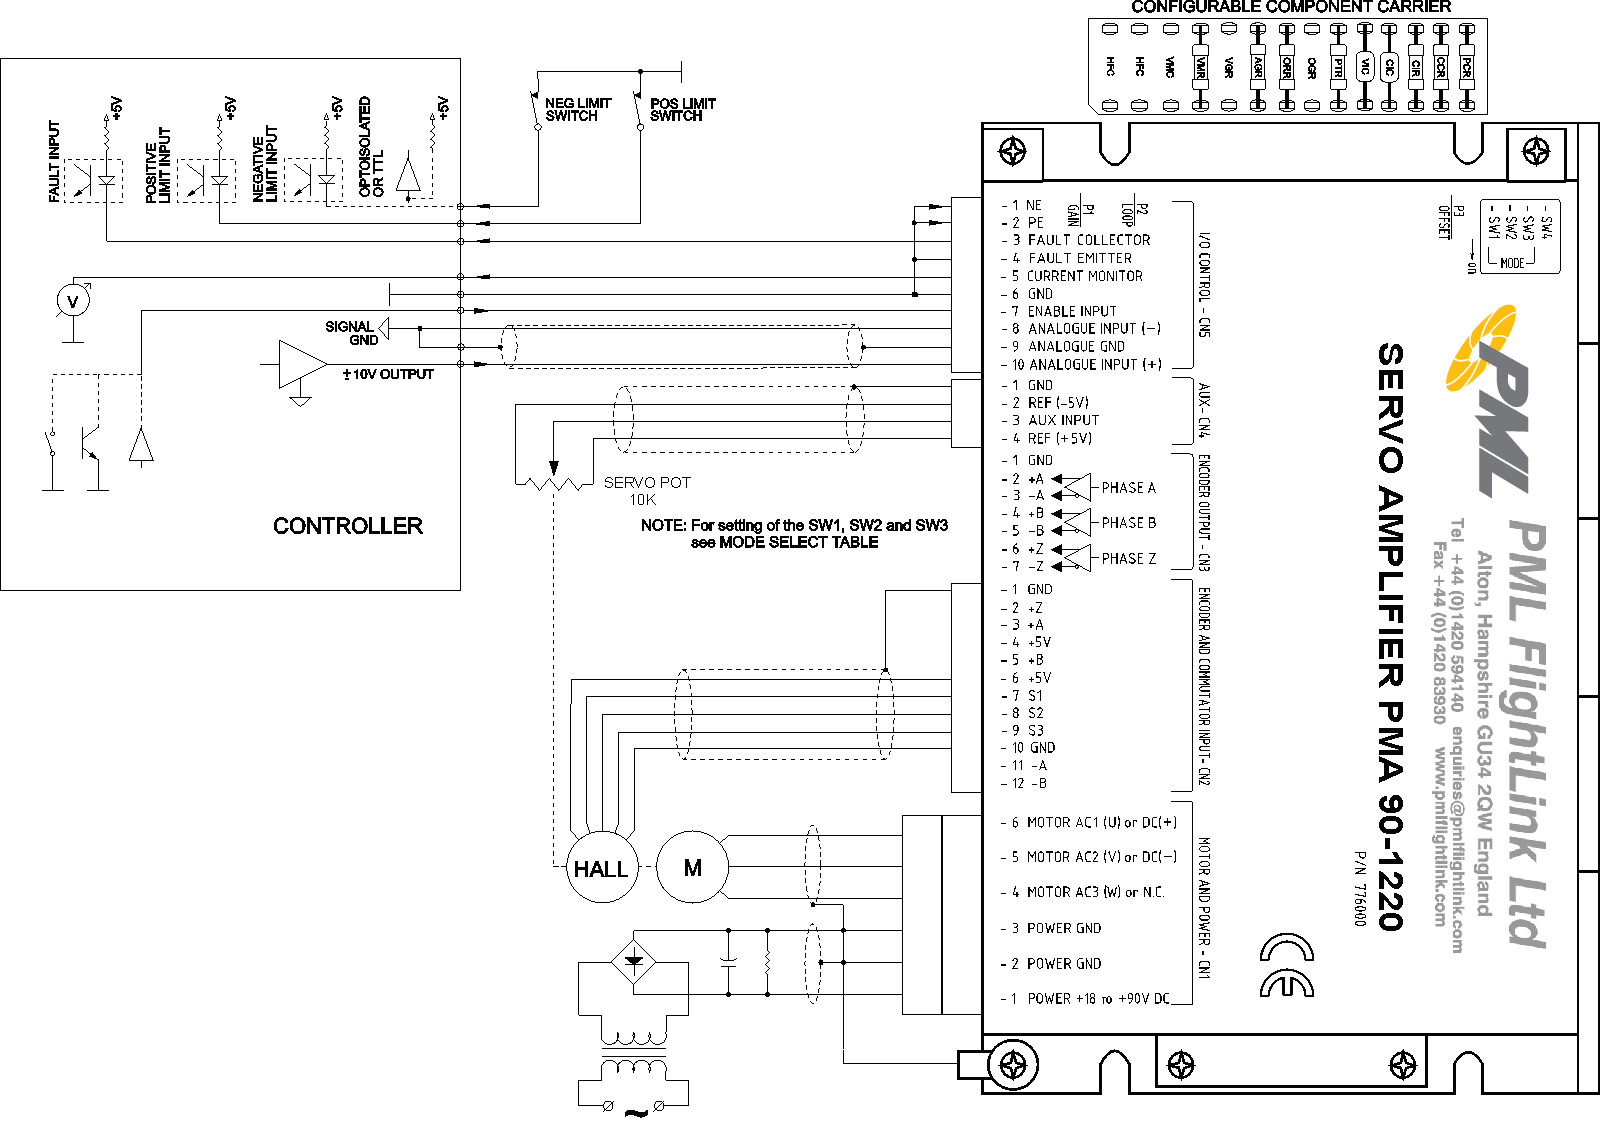 CONFIGURABLE COMPONENT CARRIER
HFC
HFC
VMC
VMR
VGR
AGR
ORR
OGR
PTR
VIC
CIC
CIR
CCR
PCR
+5V
+5V
+5V
+5V
FAULT INPUT
POSITIVE
LIMIT INPUT
NEGATIVE
LIMIT INPUT
OPTOISOLATED
OR TTL
NEG LIMIT
SWITCH
POS LIMIT
SWITCH
V
SIGNAL
GND
±10V OUTPUT
CONTROLLER
SERVO POT
10K
NOTE: For setting of the SW1, SW2 and SW3
see MODE SELECT TABLE
HALL
M
~
- 1 NE
- 2 PE
- 3 FAULT COLLECTOR
- 4 FAULT EMITTER
- 5 CURRENT MONITOR
- 6 GND
- 7 ENABLE INPUT
- 8 ANALOGUE INPUT (-)
- 9 ANALOGUE GND
- 10 ANALOGUE INPUT (+)
I/O CONTROL - CN5
P1
GAIN
P2
LOOP
P3
OFFSET
- SW1
- SW2
- SW3
- SW4
MODE
ON
- 1 GND
- 2 REF (-5V)
- 3 AUX INPUT
- 4 REF (+5V)
AUX- CN4
- 1 GND
- 2 +A
- 3 -A
PHASE A
- 4 +B
- 5 -B
PHASE B
- 6 +Z
- 7 -Z
PHASE Z
ENCODER OUTPUT - CN3
- 1 GND
- 2 +Z
- 3 +A
- 4 +5V
- 5 +B
- 6 +5V
- 7 S1
- 8 S2
- 9 S3
- 10 GND
- 11 -A
- 12 -B
ENCODER AND COMMUTATOR INPUT- CN2
- 6 MOTOR AC1 (U) or DC(+)
- 5 MOTOR AC2 (V) or DC(-)
- 4 MOTOR AC3 (W) or N.C.
- 3 POWER GND
- 2 POWER GND
- 1 POWER +18 to +90V DC
MOTOR AND POWER - CN1
SERVO AMPLIFIER PMA 90-1220
P/N 776000
CE
PML
PML FlightLink Ltd
Alton, Hampshire GU34 2QW England
Tel +44 (0)1420 594140 enquiries@pmlflightlink.com
Fax +44 (0)1420 83930 www.pmlflightlink.com